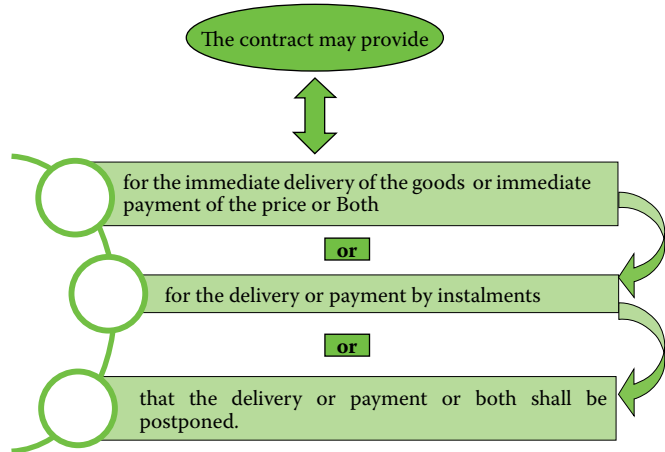 The contract may provide
for the immediate delivery of the goods or immediate
payment of the price or Both
or
for the delivery or payment by instalments
or
that the delivery or payment or both shall be
postponed.